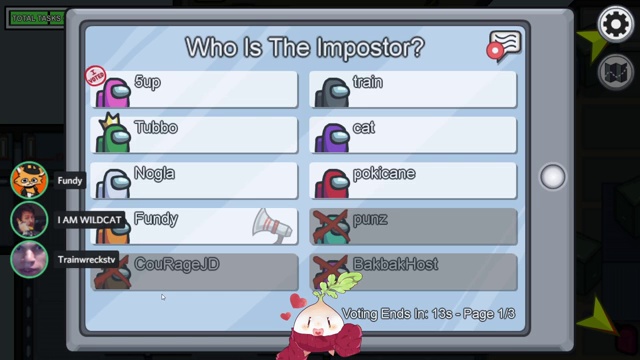 TOTAL TASKS
Who Is The Impostor?
I VOTED
5up
train
Tubbo
cat
Nogla
pokicane
Fundy
punz
CouRageJD
BakbakHost
Voting Ends In: 13s - Page 1/3
Fundy
I AM WILDCAT
Trainwreckstv